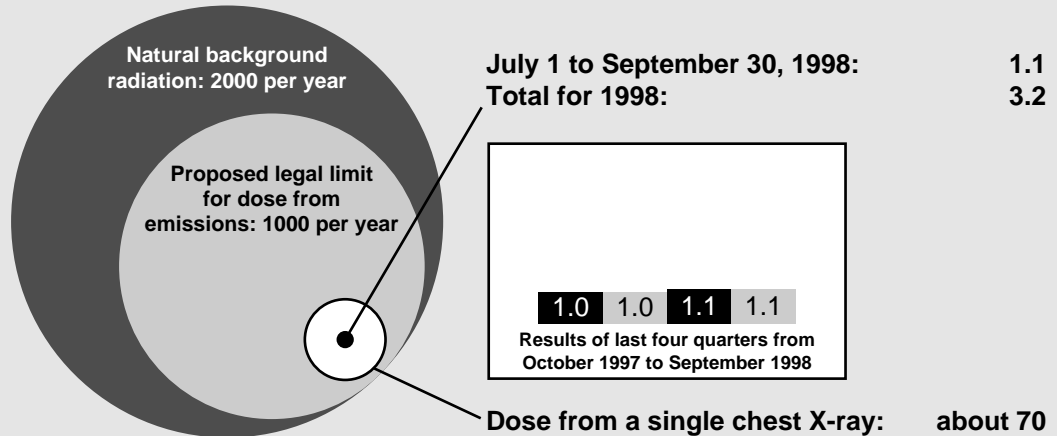 Natural background
radiation: 2000 per year
Proposed legal limit
for dose from
emissions: 1000 per year
July 1 to September 30, 1998: 1.1
Total for 1998: 3.2
1.0 1.0 1.1 1.1
Results of last four quarters from
October 1997 to September 1998
Dose from a single chest X-ray: about 70